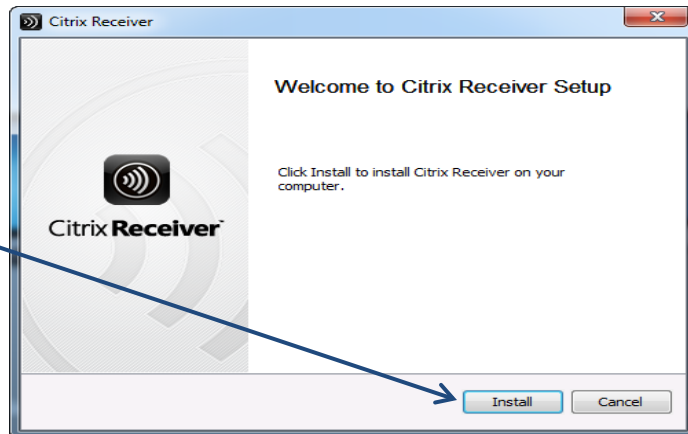 Citrix Receiver
Welcome to Citrix Receiver Setup
Click Install to install Citrix Receiver on your
computer.
Citrix Receiver™
Install
Cancel